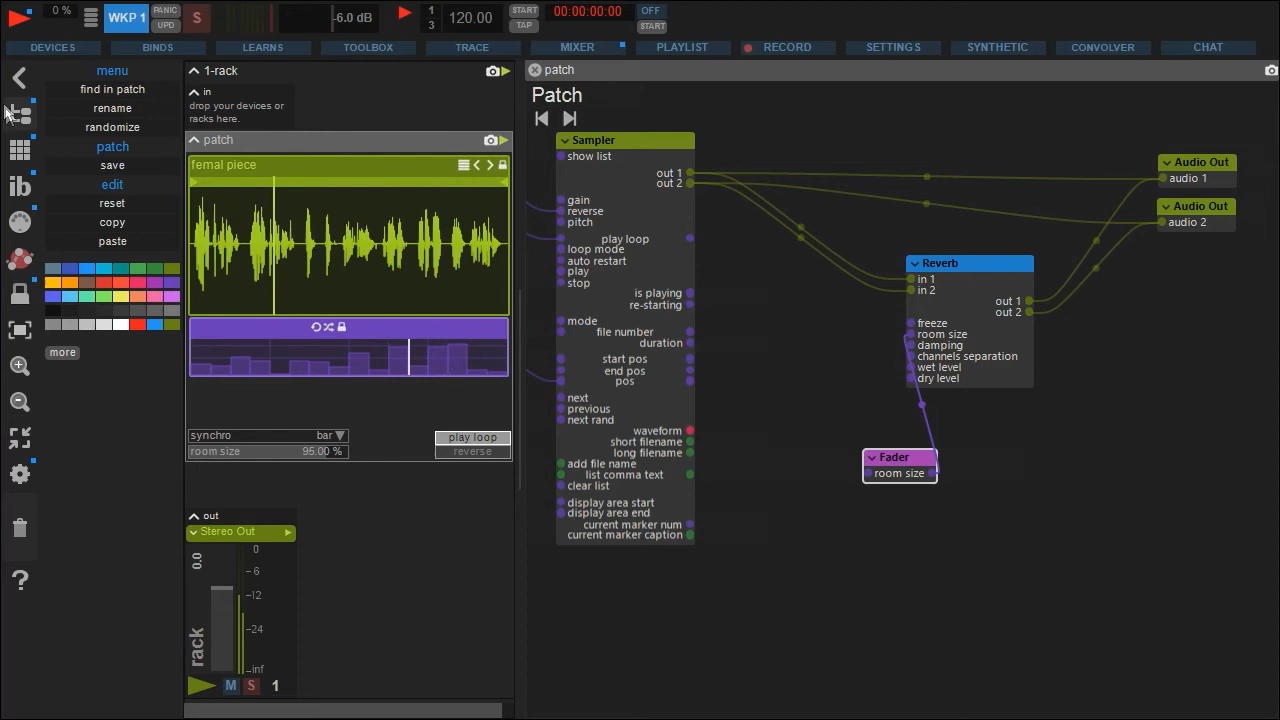 0 %
WKP 1
PANIC
UPD
S
-6.0 dB
1
3
120.00
START
TAP
00:00:00:00
OFF
START
DEVICES
BINDS
LEARNS
TOOLBOX
TRACE
MIXER
PLAYLIST
RECORD
SETTINGS
SYNTHETIC
CONVOLVER
CHAT
menu
find in patch
rename
randomize
patch
save
edit
reset
copy
paste
more
ib
?
1-rack
in
drop your devices or
racks here.
patch
femal piece
synchro
bar
play loop
room size
95.00 %
reverse
out
Stereo Out
0.0
rack
0
-6
-12
-24
-inf
M
S
1
patch
Patch
Sampler
show list
out 1
out 2
gain
reverse
pitch
play loop
loop mode
auto restart
play
stop
is playing
re-starting
mode
file number
duration
start pos
end pos
pos
next
previous
next rand
waveform
short filename
long filename
add file name
list comma text
clear list
display area start
display area end
current marker num
current marker caption
Reverb
in 1
in 2
out 1
out 2
freeze
room size
damping
channels separation
wet level
dry level
Fader
room size
Audio Out
audio 1
Audio Out
audio 2